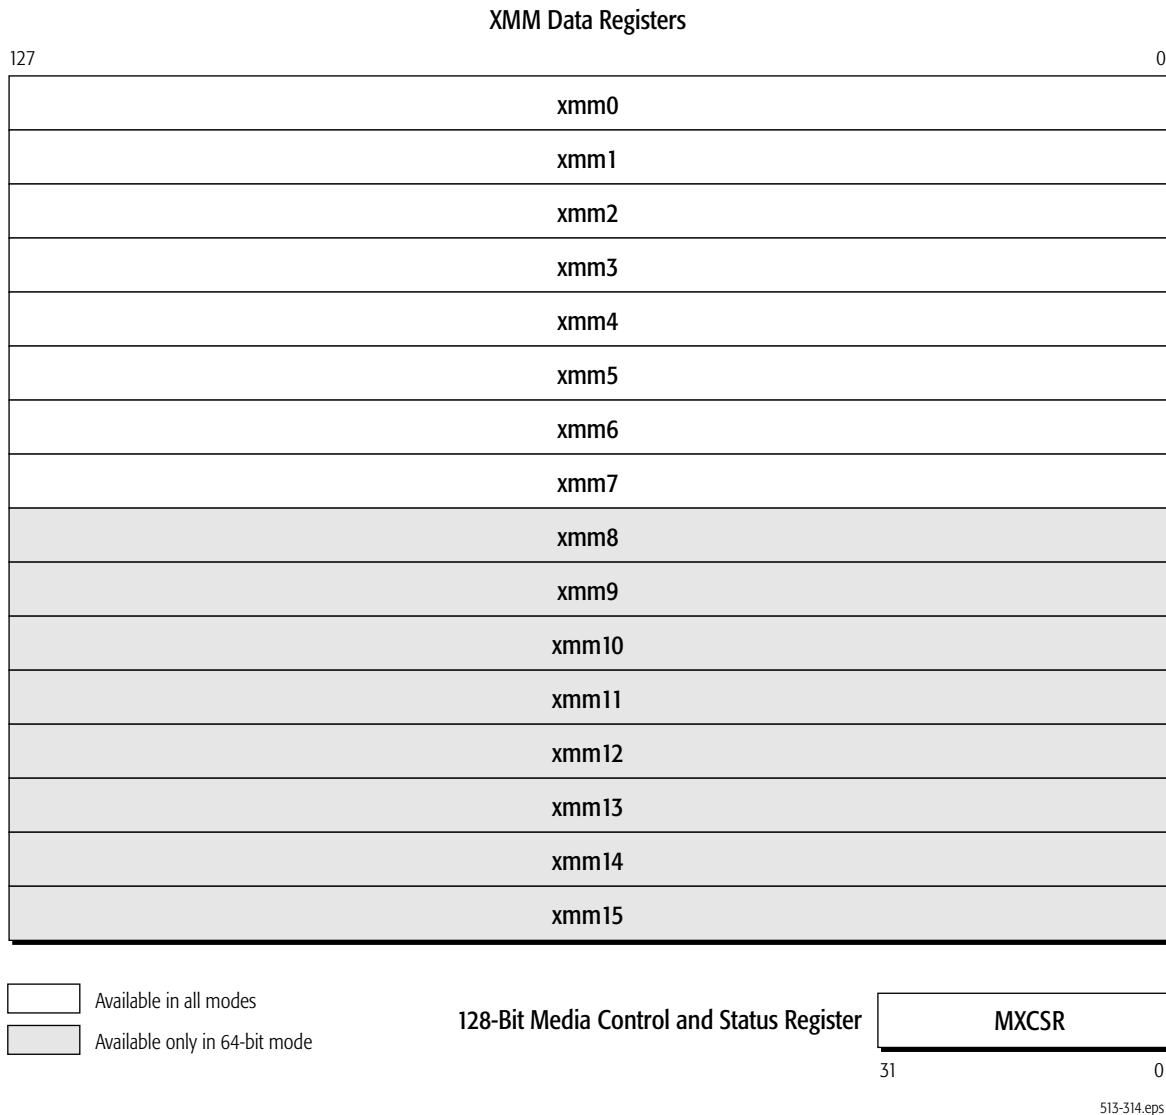 XMM Data Registers
127 0
xmm0
xmm1
xmm2
xmm3
xmm4
xmm5
xmm6
xmm7
xmm8
xmm9
xmm10
xmm11
xmm12
xmm13
xmm14
xmm15
Available in all modes
Available only in 64-bit mode
128-Bit Media Control and Status Register MXCSR
31 0
513-314.eps